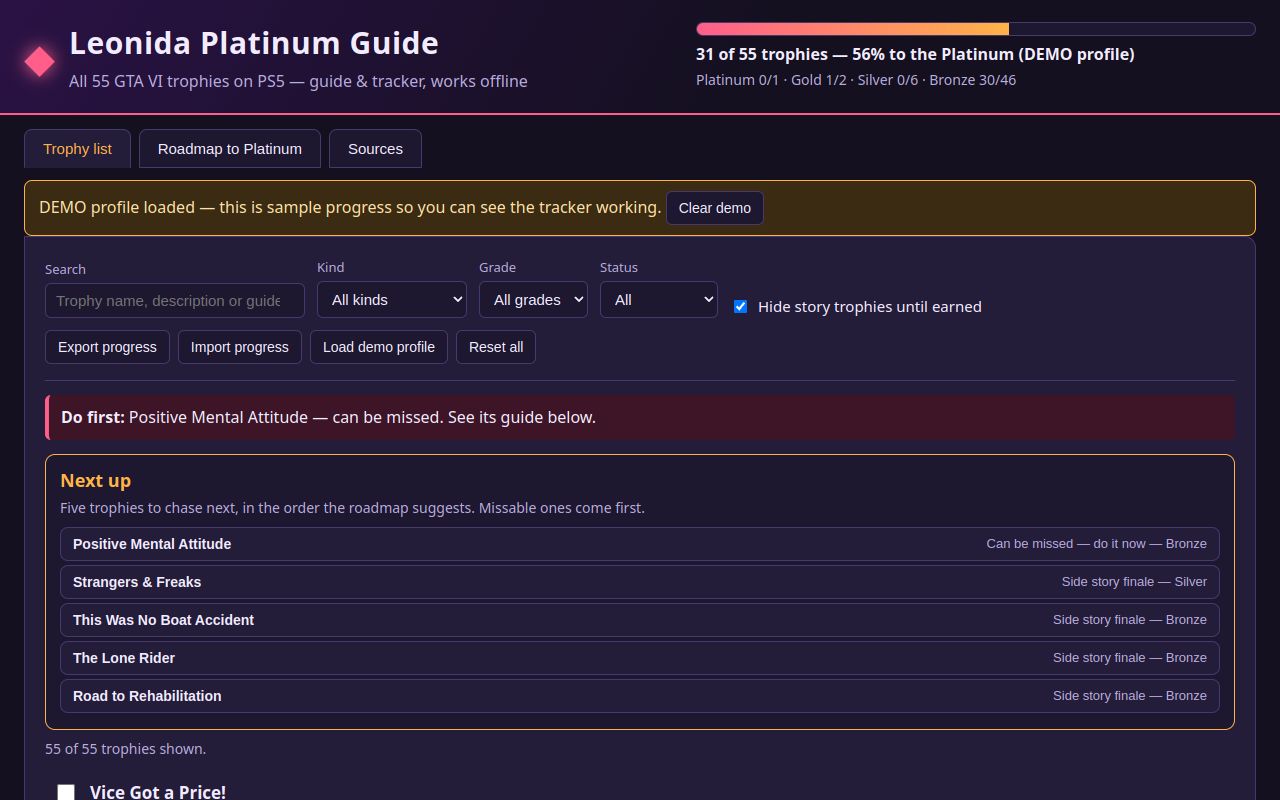 Leonida Platinum Guide
All 55 GTA VI trophies on PS5 — guide & tracker, works offline
31 of 55 trophies — 56% to the Platinum (DEMO profile)
Platinum 0/1 · Gold 1/2 · Silver 0/6 · Bronze 30/46
Trophy list
Roadmap to Platinum
Sources
DEMO profile loaded — this is sample progress so you can see the tracker working. Clear demo
Search
Kind
Grade
Status
Trophy name, description or guide
All kinds
All grades
All
Hide story trophies until earned
Export progress
Import progress
Load demo profile
Reset all
Do first: Positive Mental Attitude — can be missed. See its guide below.
Next up
Five trophies to chase next, in the order the roadmap suggests. Missable ones come first.
Positive Mental Attitude
Can be missed — do it now — Bronze
Strangers & Freaks
Side story finale — Silver
This Was No Boat Accident
Side story finale — Bronze
The Lone Rider
Side story finale — Bronze
Road to Rehabilitation
Side story finale — Bronze
55 of 55 trophies shown.
Vice Got a Price!